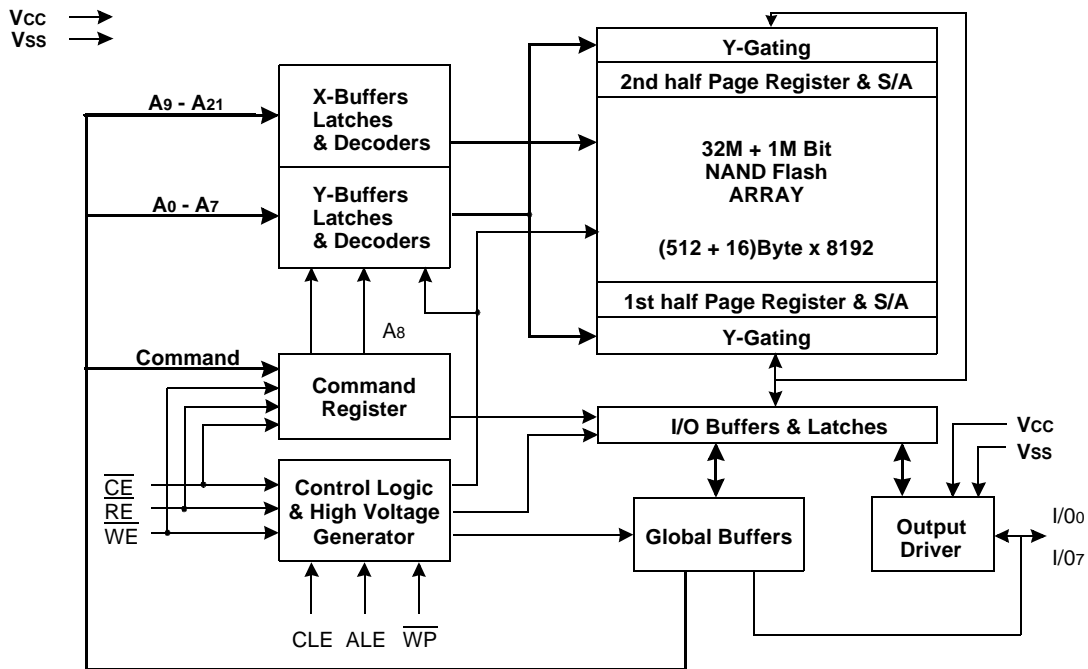 VCC
VSS
A9 - A21
X-Buffers
Latches
& Decoders
A0 - A7
Y-Buffers
Latches
& Decoders
Y-Gating
2nd half Page Register & S/A
32M + 1M Bit
NAND Flash
ARRAY
(512 + 16)Byte x 8192
1st half Page Register & S/A
Y-Gating
A8
Command
Command
Register
I/O Buffers & Latches
VCC
VSS
CE
RE
WE
Control Logic
& High Voltage
Generator
Global Buffers
Output
Driver
I/00
I/07
CLE
ALE
WP